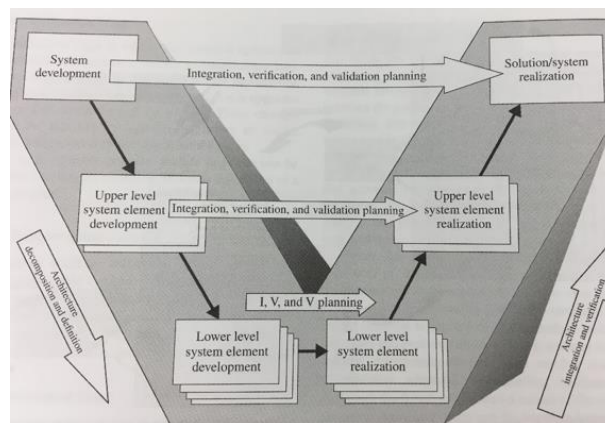 System
development
Integration, verification, and validation planning
Solution/system
realization
Upper level
system element
development
Integration, verification, and validation planning
Upper level
system element
realization
I, V, and V planning
Lower level
system element
development
Lower level
system element
realization
Architecture
decomposition and definition
Architecture
integration and verification